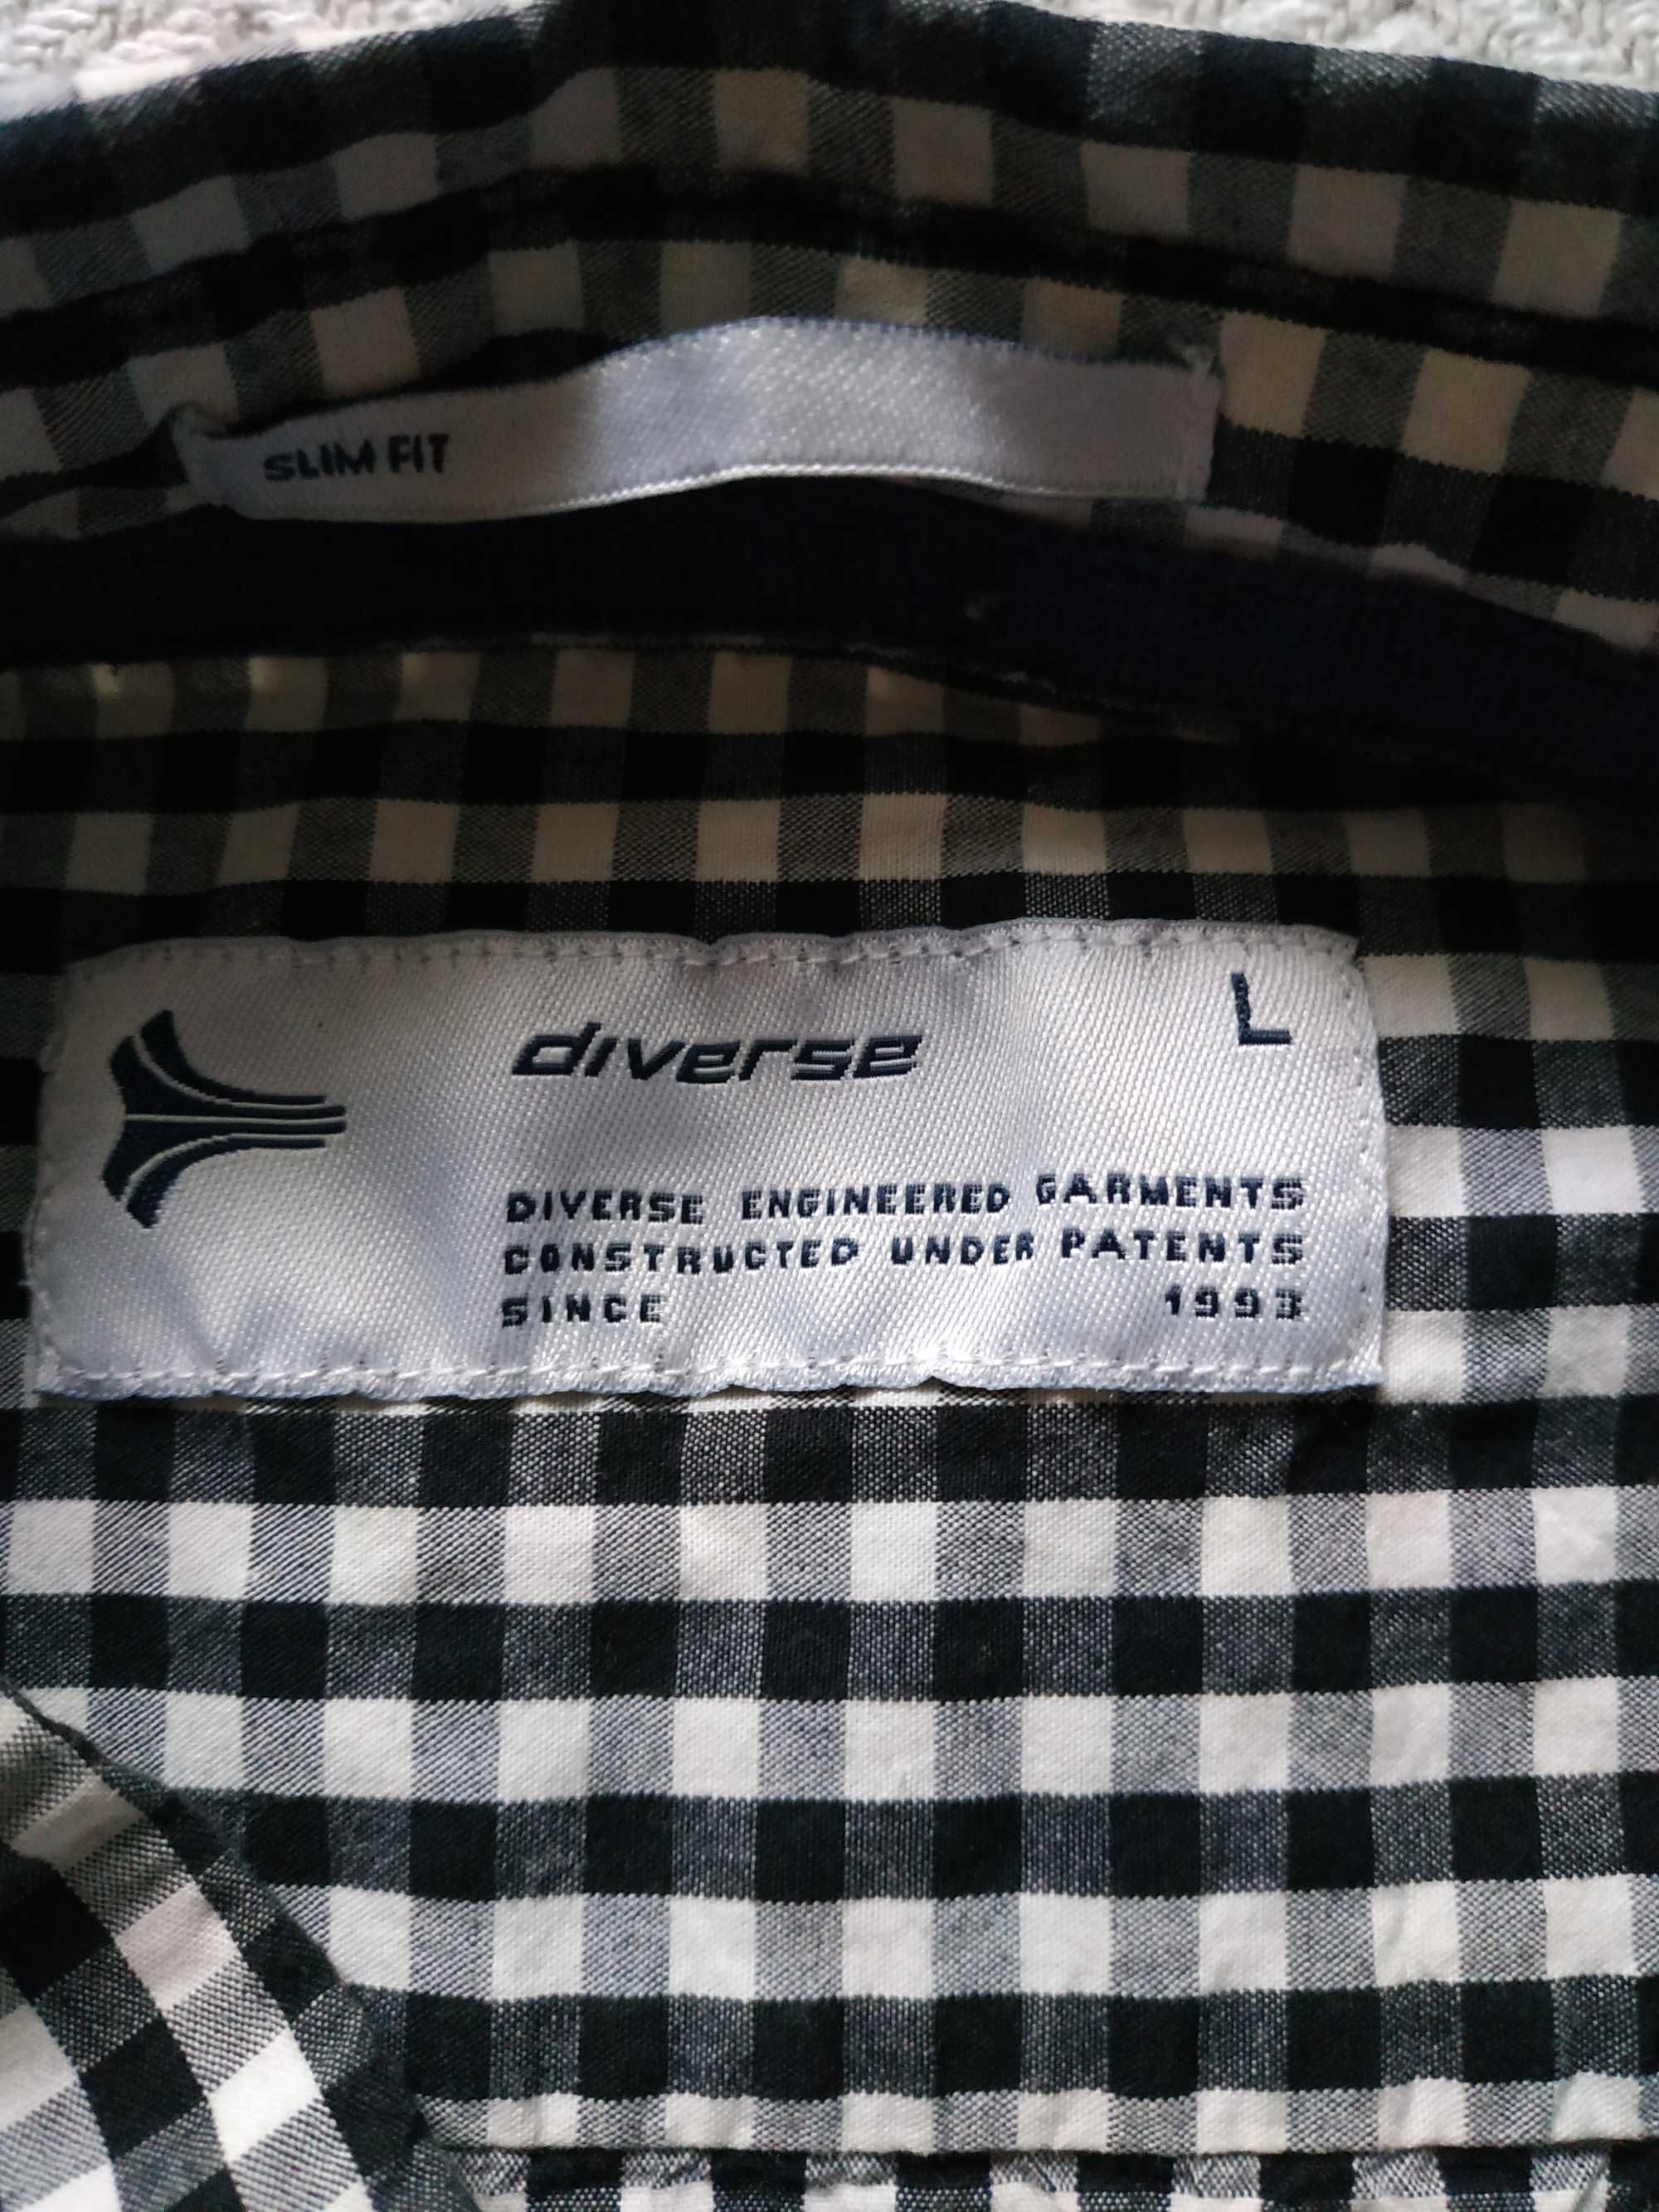 SLIM FIT
diverse
L
DIVERSE ENGINEERED GARMENTS
CONSTRUCTED UNDER PATENTS
SINCE 1993